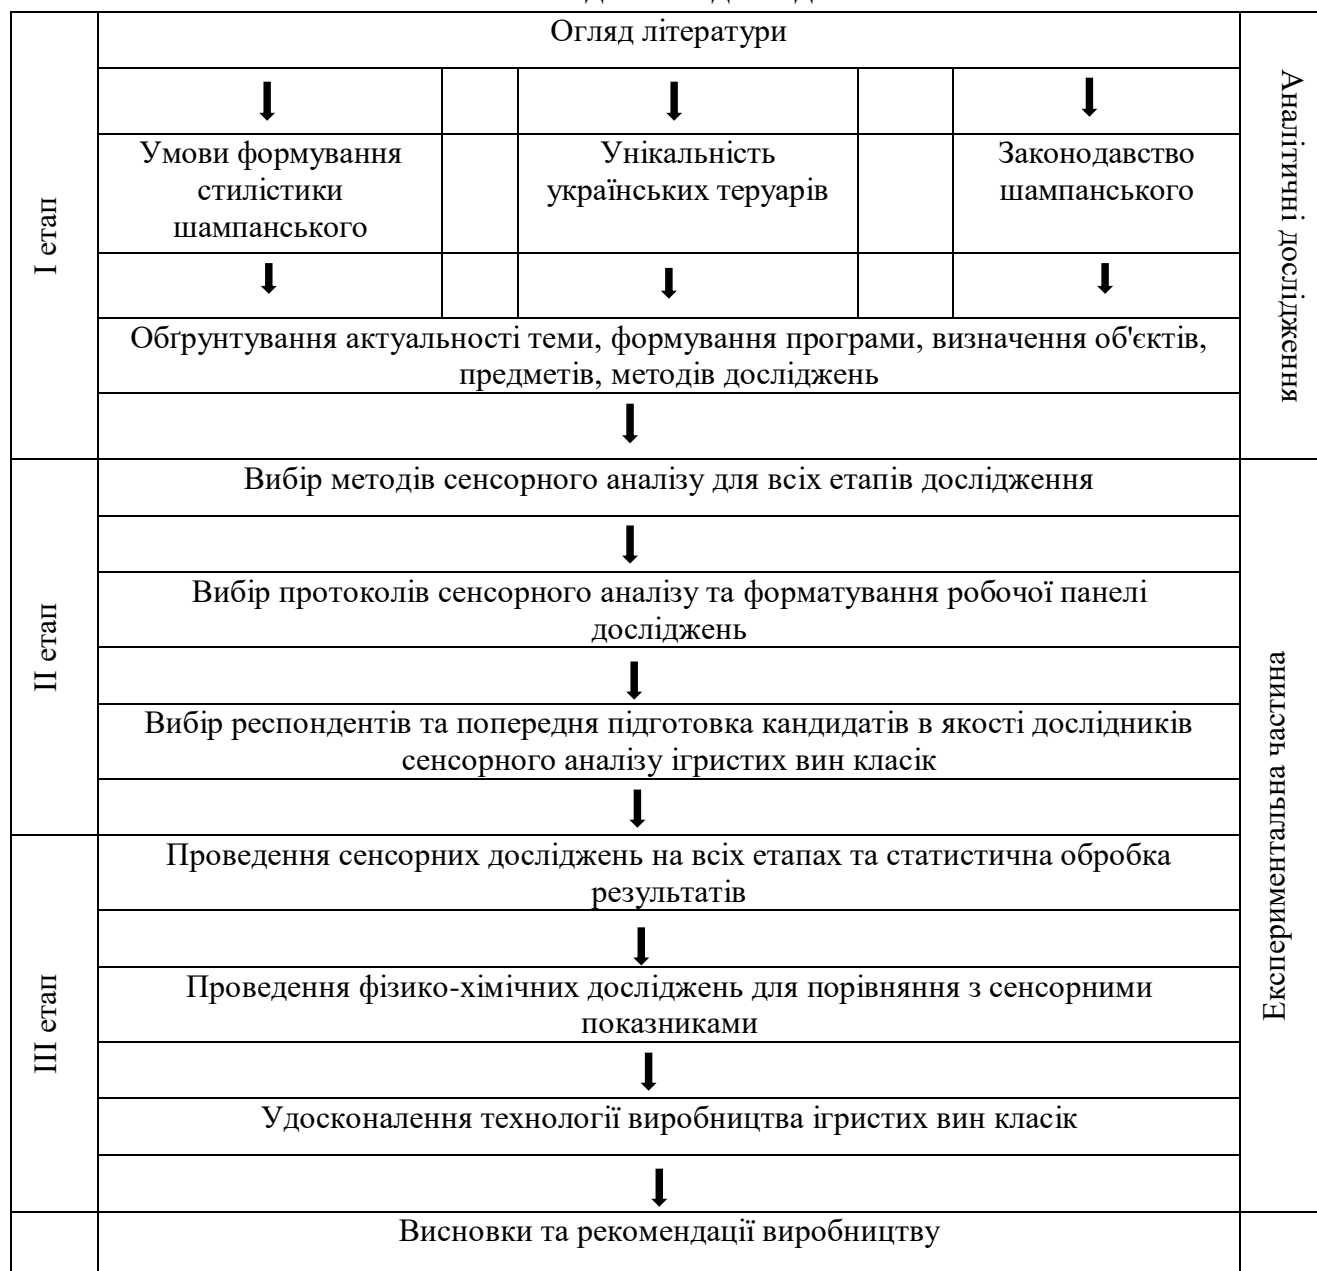 Огляд літератури
Умови формування
стилістики
шампанського
Унікальність
українських теруарів
Законодавство
шампанського
І етап
Аналітичні дослідження
Обґрунтування актуальності теми, формування програми, визначення об'єктів,
предметів, методів досліджень
Вибір методів сенсорного аналізу для всіх етапів дослідження
Вибір протоколів сенсорного аналізу та форматування робочої панелі
досліджень
ІІ етап
Вибір респондентів та попередня підготовка кандидатів в якості дослідників
сенсорного аналізу ігристих вин класік
Експериментальна частина
Проведення сенсорних досліджень на всіх етапах та статистична обробка
результатів
Проведення фізико-хімічних досліджень для порівняння з сенсорними
показниками
ІІІ етап
Удосконалення технології виробництва ігристих вин класік
Висновки та рекомендації виробництву